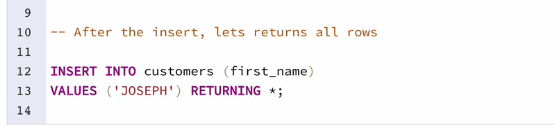 9
10 -- After the insert, lets returns all rows
11
12 INSERT INTO customers (first_name)
13 VALUES ('JOSEPH') RETURNING *;
14